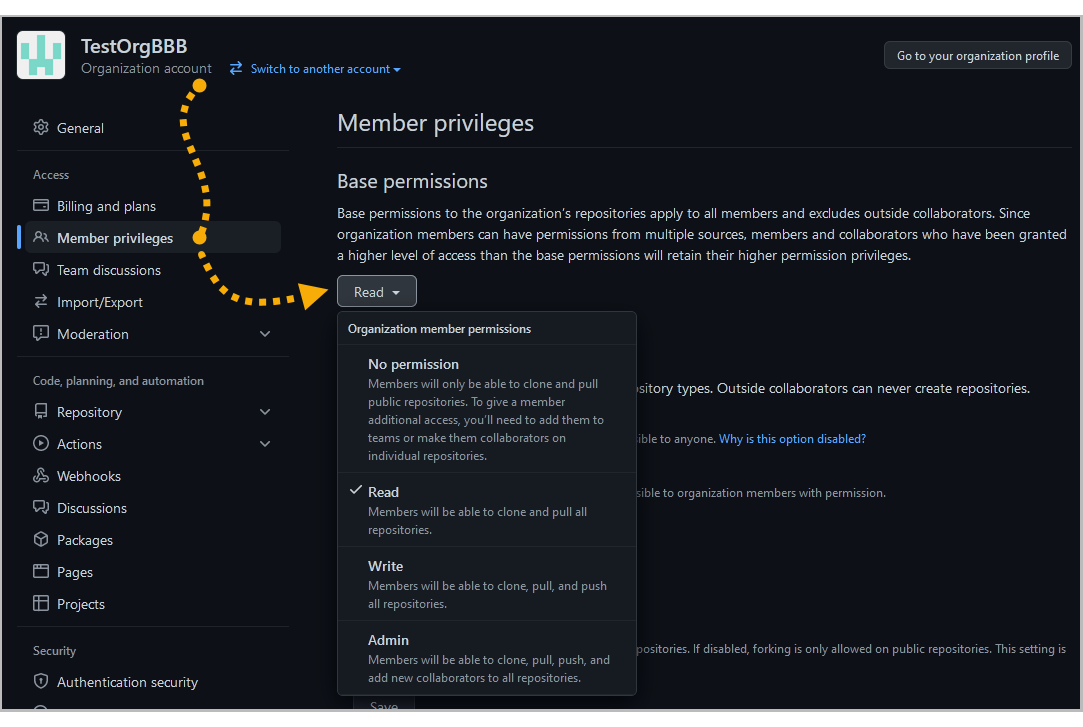 TestOrgBBB
Organization account
Switch to another account
Go to your organization profile
General
Access
Billing and plans
Member privileges
Team discussions
Import/Export
Moderation
Code, planning, and automation
Repository
Actions
Webhooks
Discussions
Packages
Pages
Projects
Security
Authentication security
Member privileges
Base permissions
Base permissions to the organization’s repositories apply to all members and excludes outside collaborators. Since
organization members can have permissions from multiple sources, members and collaborators who have been granted
a higher level of access than the base permissions will retain their higher permission privileges.
Read
Organization member permissions
No permission
Members will only be able to clone and pull
public repositories. To give a member
additional access, you’ll need to add them to
teams or make them collaborators on
individual repositories.
Read
Members will be able to clone and pull all
repositories.
Write
Members will be able to clone, pull, and push
all repositories.
Admin
Members will be able to clone, pull, push, and
add new collaborators to all repositories.
sitory types. Outside collaborators can never create repositories.
ible to anyone. Why is this option disabled?
sible to organization members with permission.
positories. If disabled, forking is only allowed on public repositories. This setting is
Save